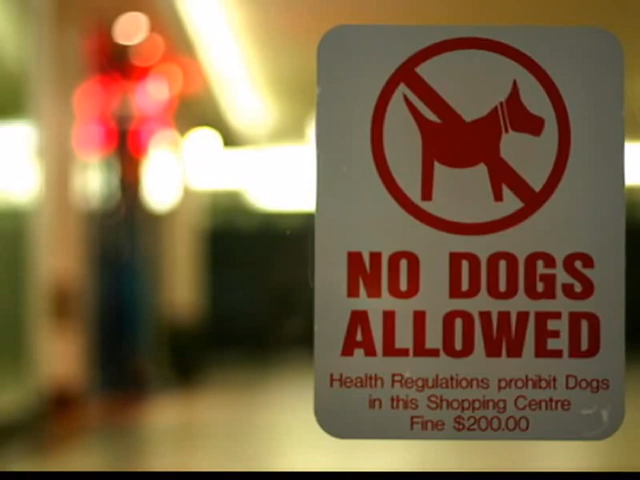 NO DOGS
ALLOWED
Health Regulations prohibit Dogs
in this Shopping Centre
Fine $200.00